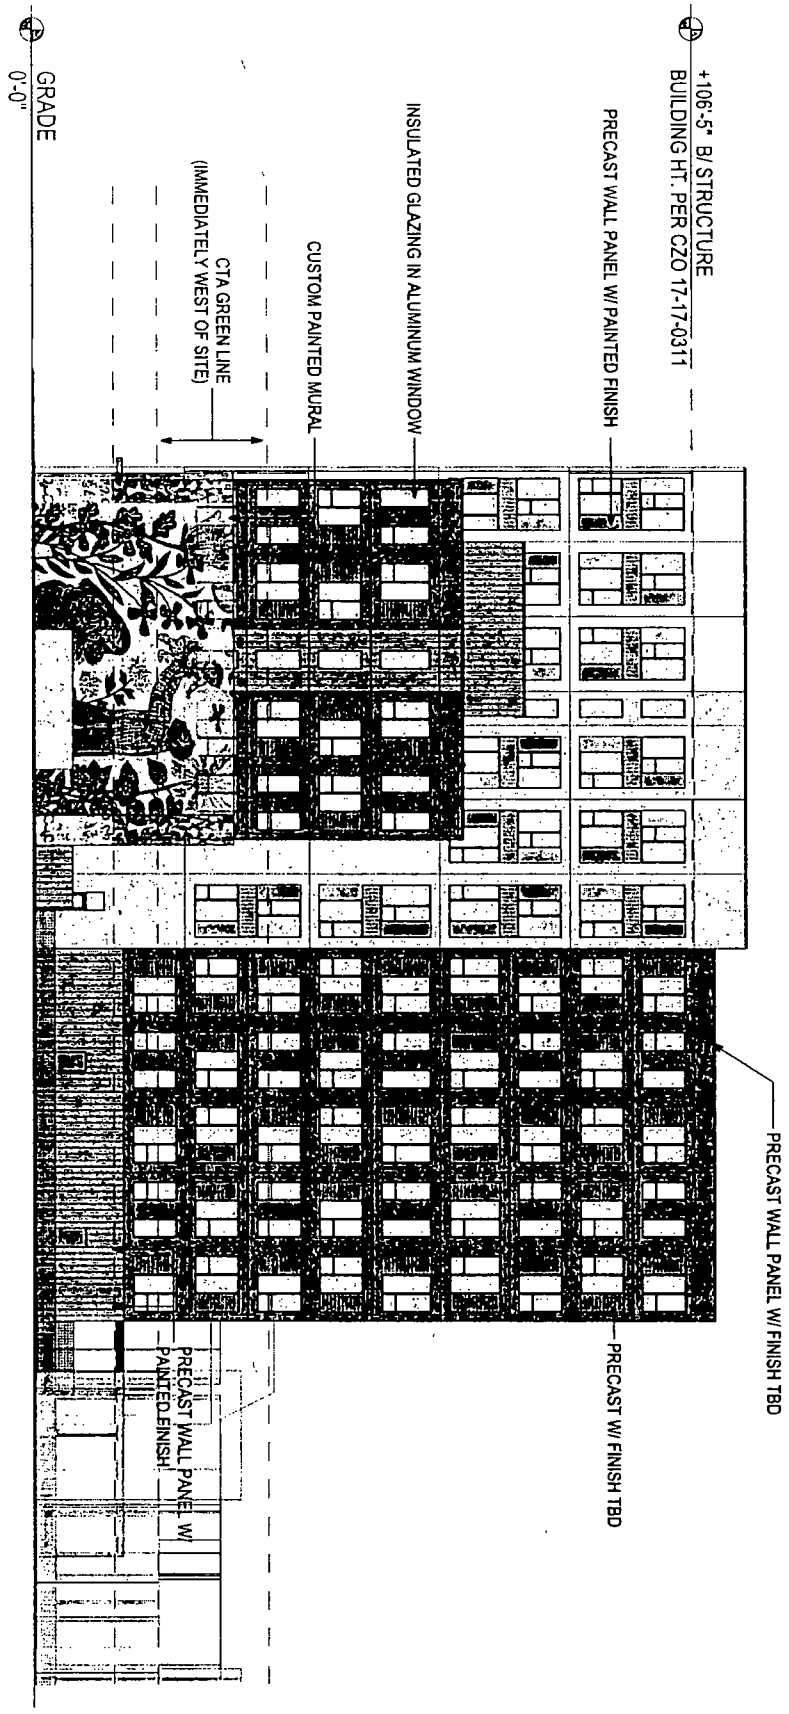 +106'-5" B/ STRUCTURE
BUILDING HT. PER CZO 17-17-0311
PRECAST WALL PANEL W/ PAINTED FINISH
INSULATED GLAZING IN ALUMINUM WINDOW
CUSTOM PAINTED MURAL
CTA GREEN LINE
(IMMEDIATELY WEST OF SITE)
GRADE
0'-0"
PRECAST WALL PANEL W/ FINISH TBD
PRECAST W/ FINISH TBD
PRECAST WALL PANEL W/
PAINTED FINISH